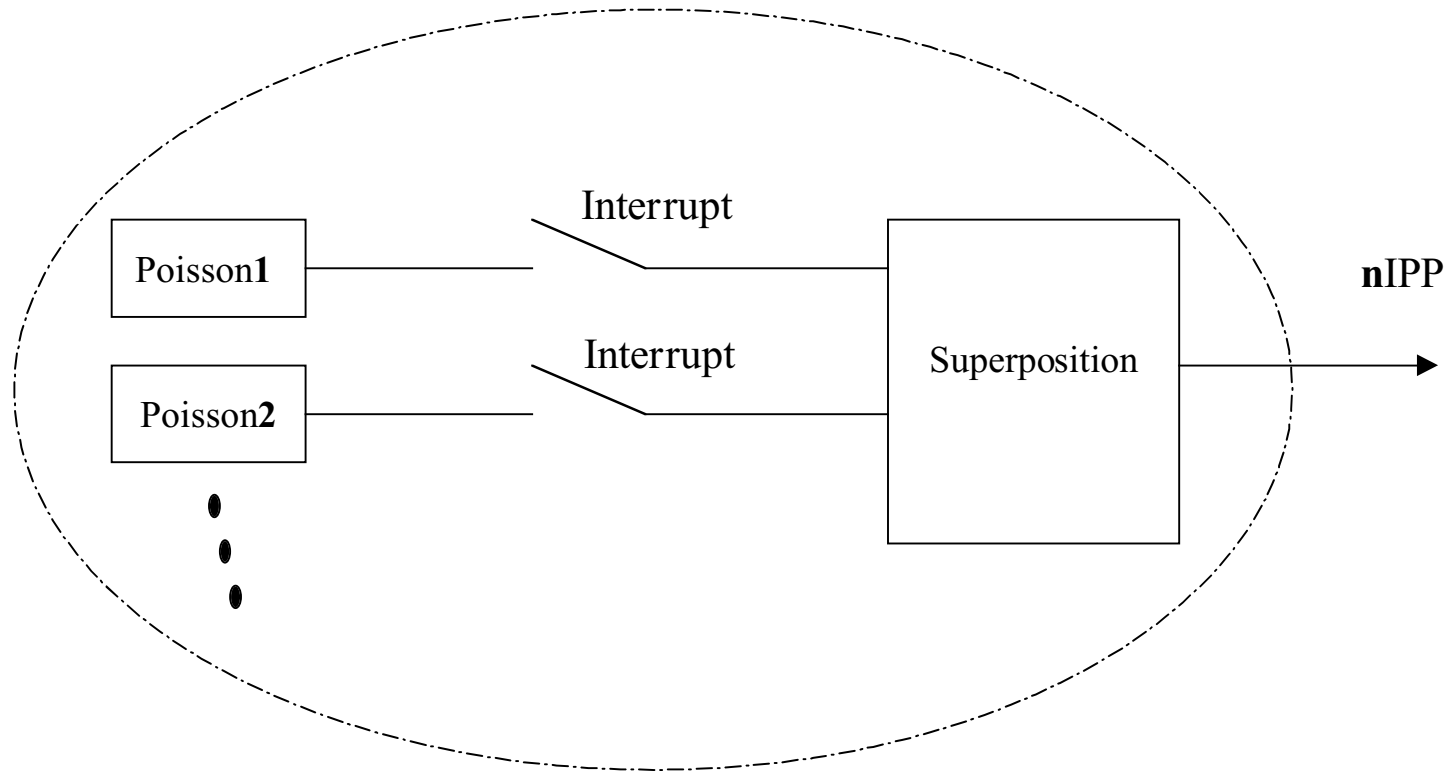 Interrupt
Poisson1
nIPP
Interrupt
Superposition
Poisson2